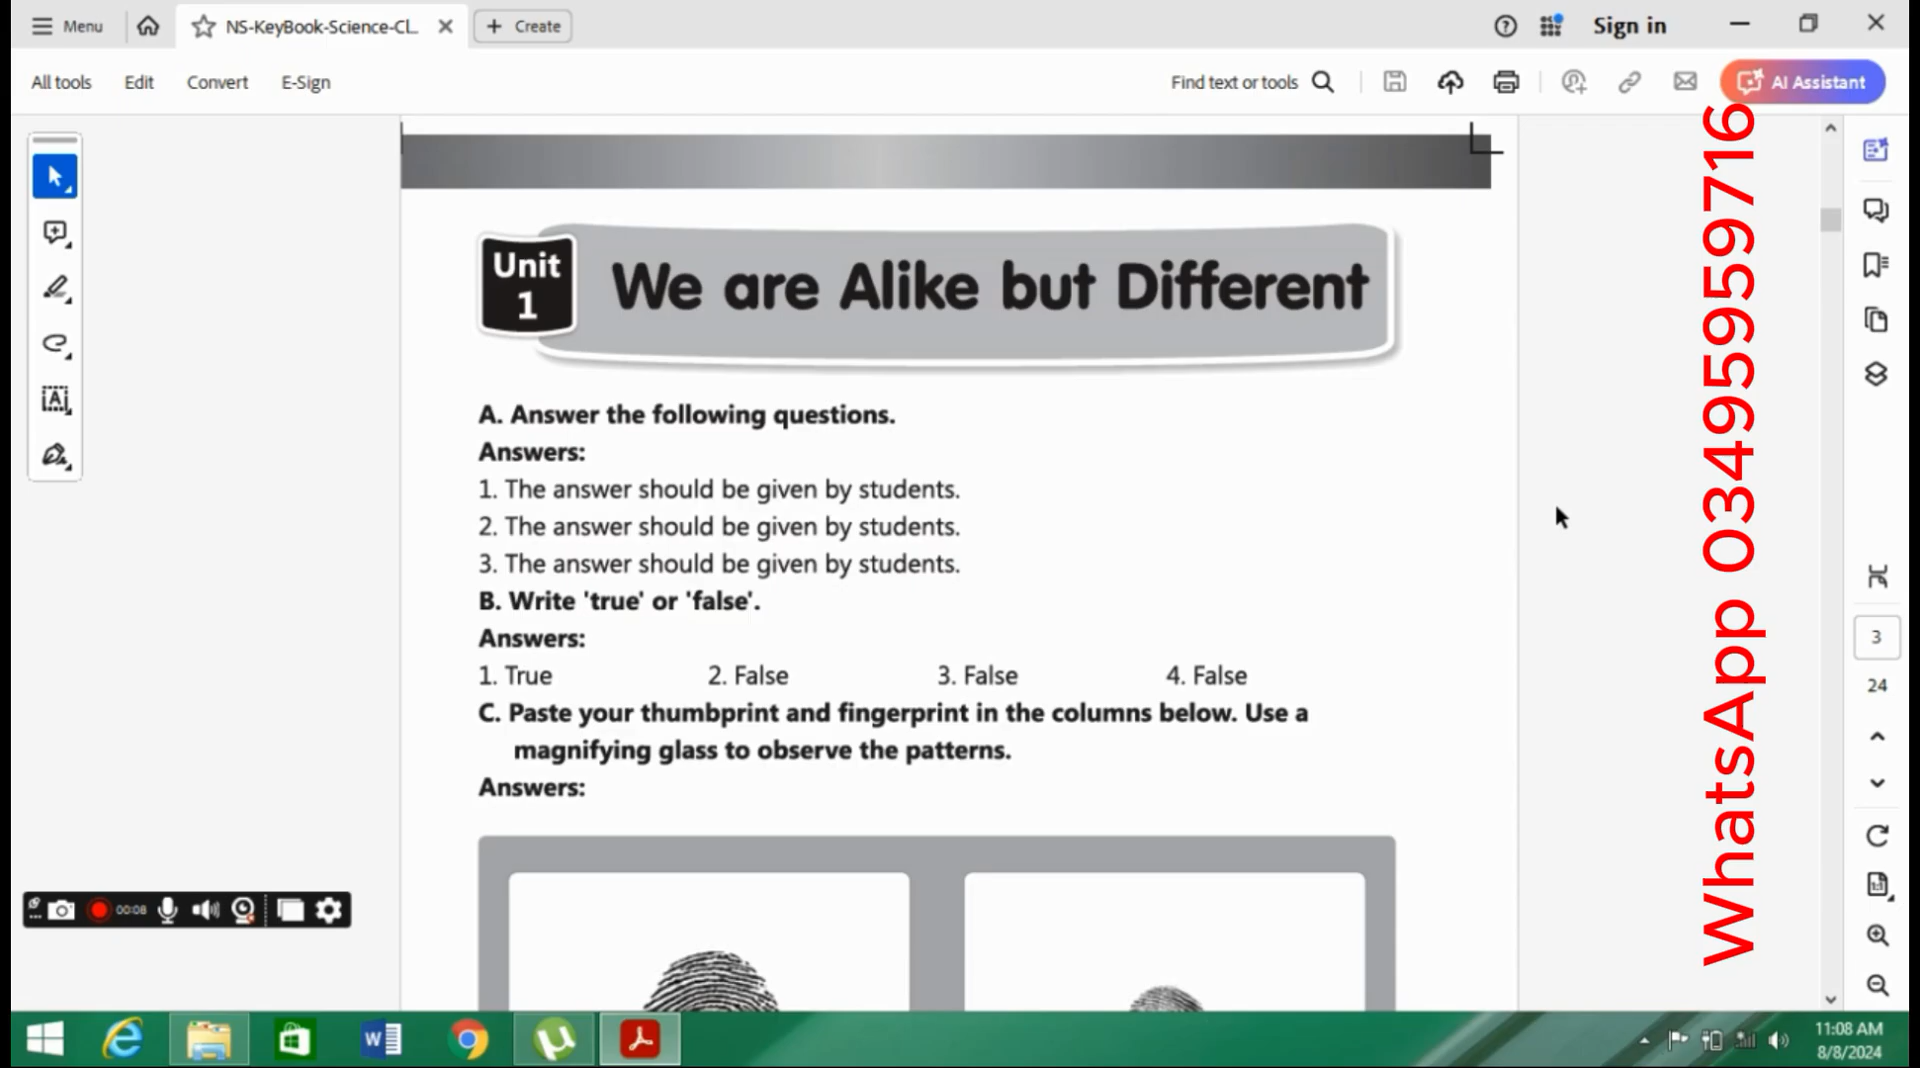 Menu
NS-KeyBook-Science-CL..
Create
Sign in
All tools
Edit
Convert
E-Sign
Find text or tools
AI Assistant
Unit
1
We are Alike but Different
A. Answer the following questions.
Answers:
1. The answer should be given by students.
2. The answer should be given by students.
3. The answer should be given by students.
B. Write 'true' or 'false'.
Answers:
1. True 2. False 3. False 4. False
C. Paste your thumbprint and fingerprint in the columns below. Use a
magnifying glass to observe the patterns.
Answers:
WhatsApp 03495959716
3
24
00:08
11:08 AM
8/8/2024